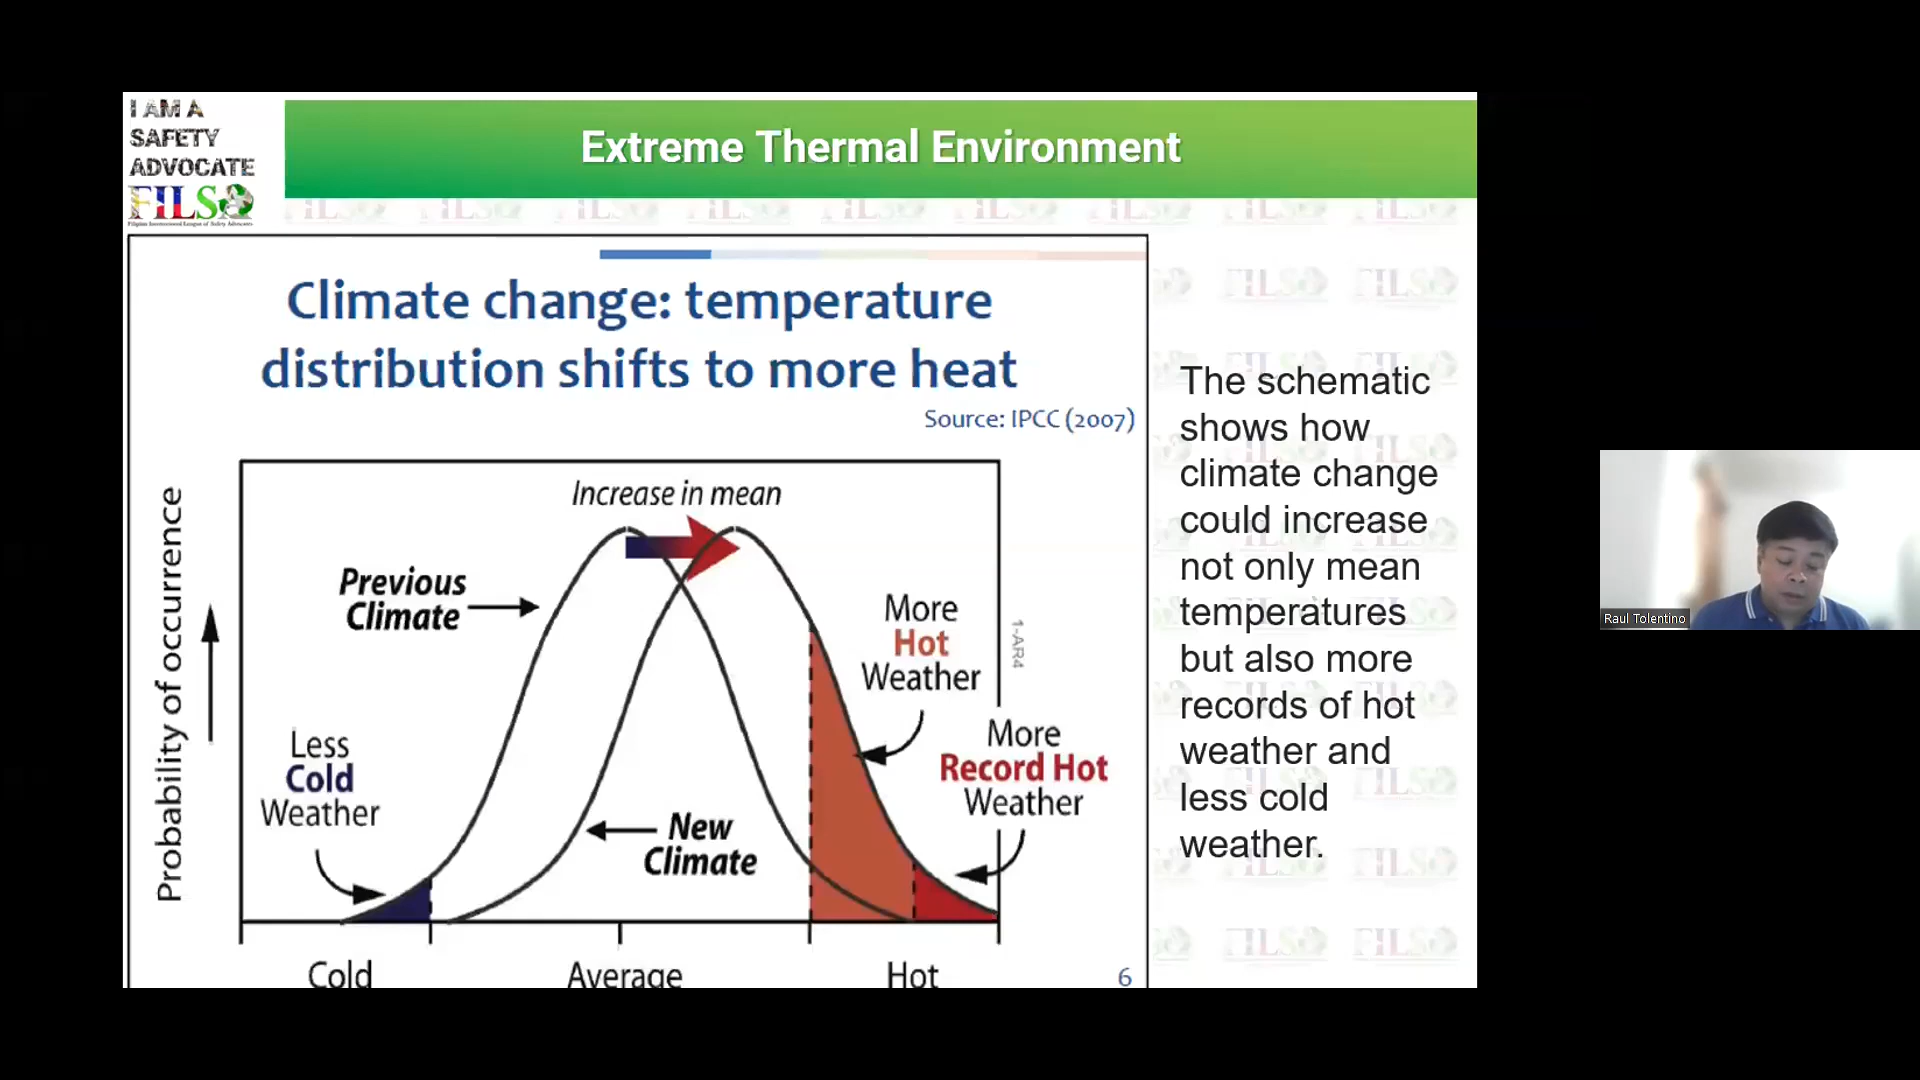 I AM A
SAFETY
ADVOCATE
FILSA
Extreme Thermal Environment
Climate change: temperature
distribution shifts to more heat
Source: IPCC (2007)
Increase in mean
Previous
Climate
Probability of occurrence
Less
Cold
Weather
New
Climate
More
Hot
Weather
1-AR4
More
Record Hot
Weather
Cold
Average
Hot
6
The schematic
shows how
climate change
could increase
not only mean
temperatures
but also more
records of hot
weather and
less cold
weather.
Raul Tolentino